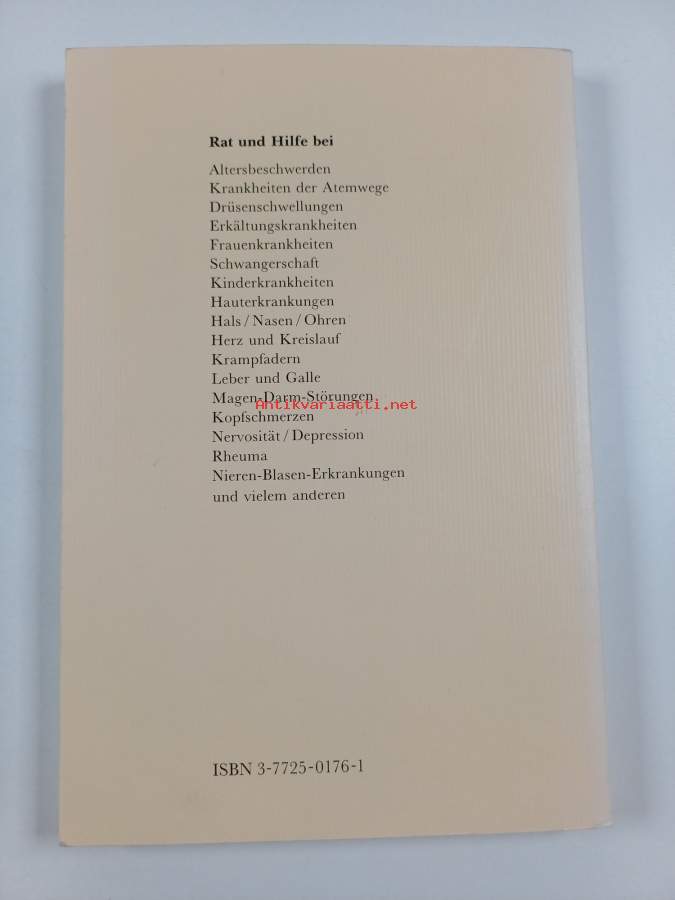 Rat und Hilfe bei
Altersbeschwerden
Krankheiten der Atemwege
Drüsenschwellungen
Erkältungskrankheiten
Frauenkrankheiten
Schwangerschaft
Kinderkrankheiten
Hauterkrankungen
Hals / Nasen / Ohren
Herz und Kreislauf
Krampfadern
Leber und Galle
Magen-Darm-Störungen
Antikvariaatti.net
Kopfschmerzen
Nervosität / Depression
Rheuma
Nieren-Blasen-Erkrankungen
und vielem anderen
ISBN 3-7725-0176-1